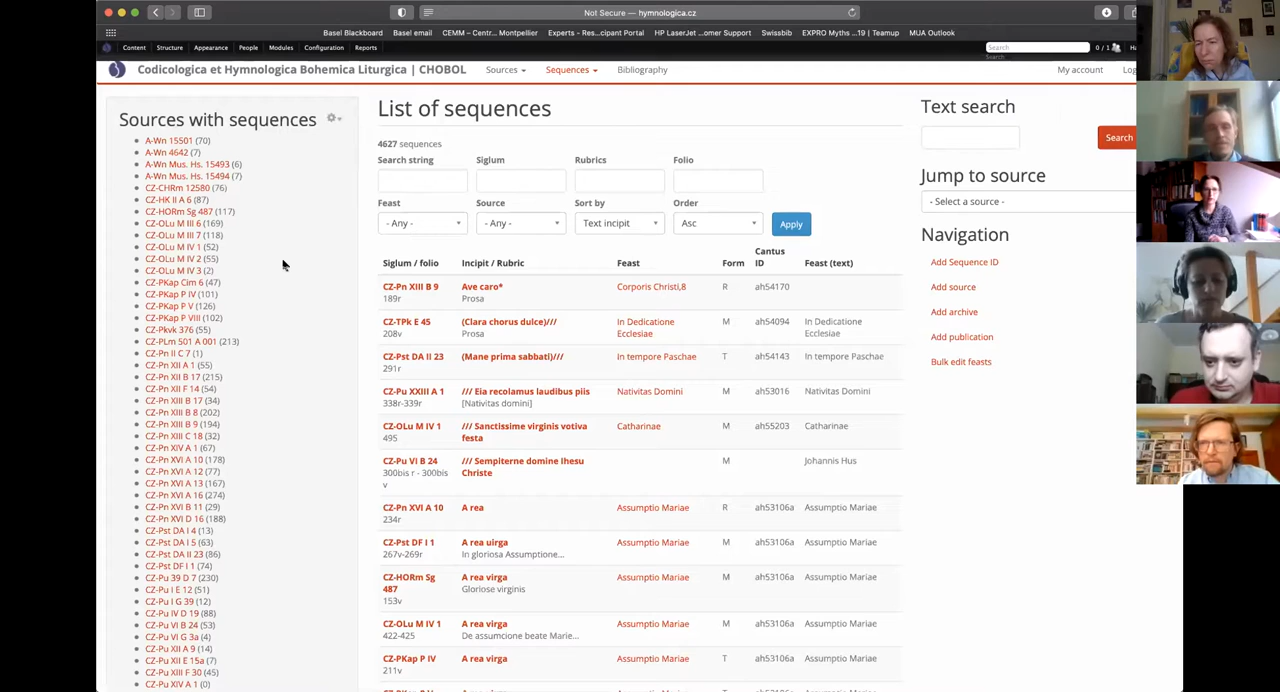 Not Secure — hymnologica.cz
Basel Blackboard Basel email CEMM – Centr... Montpellier Experts - Res...cipant Portal HP LaserJet ...omer Support Swissbib EXPRO Myths ...19 | Teamup MUA Outlook
Content Structure Appearance People Modules Configuration Reports Search 0 / 1
Search
Codicologica et Hymnologica Bohemica Liturgica | CHOBOL Sources Sequences Bibliography My account
Sources with sequences
A-Wn 15501 (70)
A-Wn 4642 (7)
A-Wn Mus. Hs. 15493 (6)
A-Wn Mus. Hs. 15494 (7)
CZ-CHRm 12580 (76)
CZ-HK II A 6 (87)
CZ-HORm Sg 487 (117)
CZ-OLu M III 6 (169)
CZ-OLu M III 7 (118)
CZ-OLu M IV 1 (52)
CZ-OLu M IV 2 (55)
CZ-OLu M IV 3 (2)
CZ-PKap Cim 6 (47)
CZ-PKap P IV (101)
CZ-PKap P V (126)
CZ-PKap P VIII (102)
CZ-Pkvk 376 (55)
CZ-PLm 501 A 001 (213)
CZ-Pn II C 7 (1)
CZ-Pn XII A 1 (55)
CZ-Pn XII B 17 (215)
CZ-Pn XII F 14 (54)
CZ-Pn XIII B 17 (34)
CZ-Pn XIII B 8 (202)
CZ-Pn XIII B 9 (194)
CZ-Pn XIII C 18 (32)
CZ-Pn XIV A 1 (67)
CZ-Pn XVI A 10 (178)
CZ-Pn XVI A 12 (77)
CZ-Pn XVI A 13 (167)
CZ-Pn XVI A 16 (274)
CZ-Pn XVI B 11 (29)
CZ-Pn XVI D 16 (188)
CZ-Pst DA I 4 (13)
CZ-Pst DA I 5 (63)
CZ-Pst DA II 23 (86)
CZ-Pst DF I 1 (74)
CZ-Pu 39 D 7 (230)
CZ-Pu I E 12 (51)
CZ-Pu I G 39 (12)
CZ-Pu IV D 19 (88)
CZ-Pu VI B 24 (53)
CZ-Pu VI G 3a (4)
CZ-Pu XII A 9 (14)
CZ-Pu XII E 15a (7)
CZ-Pu XIII F 30 (45)
CZ-Pu XIV A 1 (0)
List of sequences
4627 sequences
Search string Siglum Rubrics Folio
Feast Source Sort by Order
- Any - - Any - Text incipit Asc Apply
Siglum / folio Incipit / Rubric Feast Form Cantus ID Feast (text)
CZ-Pn XIII B 9 Ave caro* Corporis Christi,8 R ah54170
189r Prosa
CZ-TPk E 45 (Clara chorus dulce)/// In Dedicatione M ah54094 In Dedicatione
208v Prosa Ecclesiae Ecclesiae
CZ-Pst DA II 23 (Mane prima sabbati)/// In tempore Paschae T ah54143 In tempore Paschae
291r
CZ-Pu XXIII A 1 /// Eia recolamus laudibus piis Nativitas Domini M ah53016 Nativitas Domini
338r-339r [Nativitas domini]
CZ-OLu M IV 1 /// Sanctissime virginis votiva Catharinae M ah55203 Catharinae
495 festa
CZ-Pu VI B 24 /// Sempiterne domine Ihesu M Johannis Hus
300bis r - 300bis Christe
v
CZ-Pn XVI A 10 A rea Assumptio Mariae R ah53106a Assumptio Mariae
234r
CZ-Pst DF I 1 A rea uirga Assumptio Mariae M ah53106a Assumptio Mariae
267v-269r In gloriosa Assumptione...
CZ-HORm Sg A rea virga Assumptio Mariae M ah53106a Assumptio Mariae
487 Gloriose virginis
153v
CZ-OLu M IV 1 A rea virga Assumptio Mariae M ah53106a Assumptio Mariae
422-425 De assumcione beate Marie...
CZ-PKap P IV A rea virga Assumptio Mariae T ah53106a Assumptio Mariae
211v
Text search
Search
Jump to source
- Select a source -
Navigation
Add Sequence ID
Add source
Add archive
Add publication
Bulk edit feasts